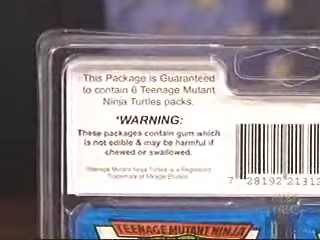 This Package is Guaranteed
to contain 6 Teenage Mutant
Ninja Turtles packs.
*WARNING:
These packages contain gum which
is not edible & may be harmful if
chewed or swallowed.
Teenage Mutant Ninja Turtles is a Registered
Trademark of Mirage Studios
7 28192 21312
TEENAGE MUTANT NINJA
NBC